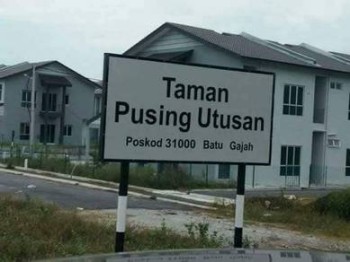 Taman
Pusing Utusan
Poskod 31000 Batu Gajah